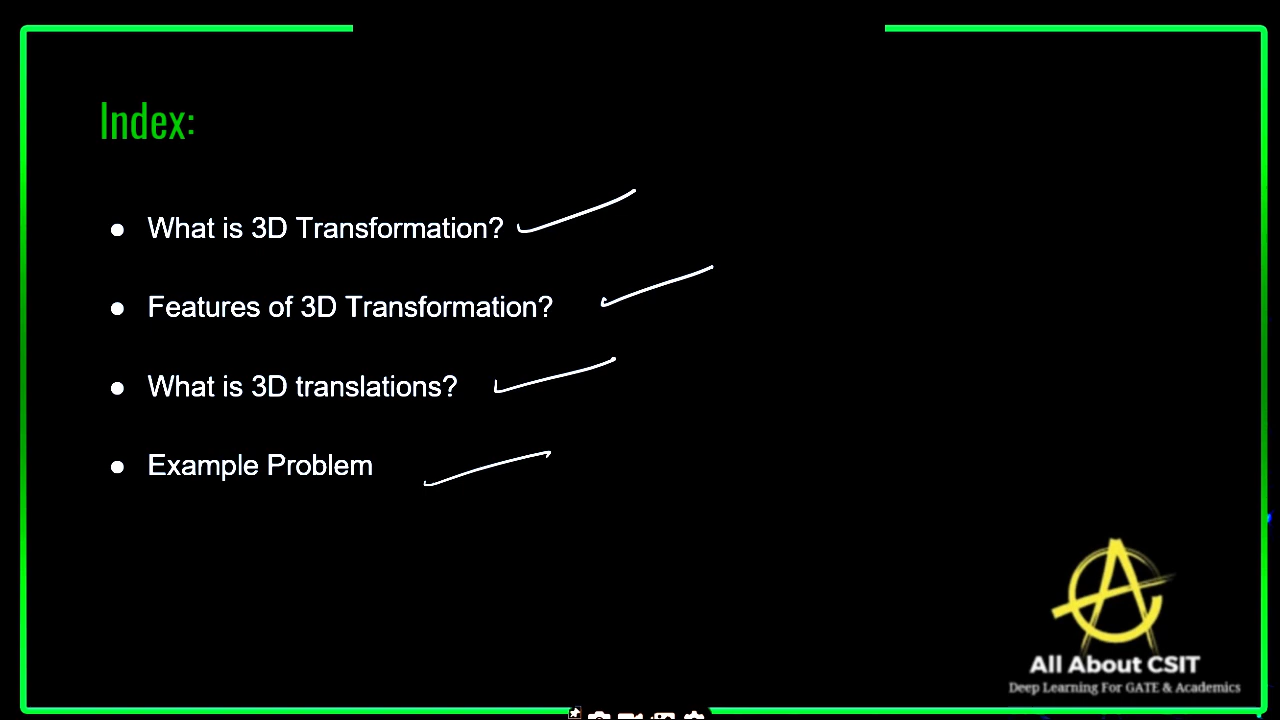 Index:
● What is 3D Transformation?
● Features of 3D Transformation?
● What is 3D translations?
● Example Problem
All About CSIT
Deep Learning For GATE & Academics